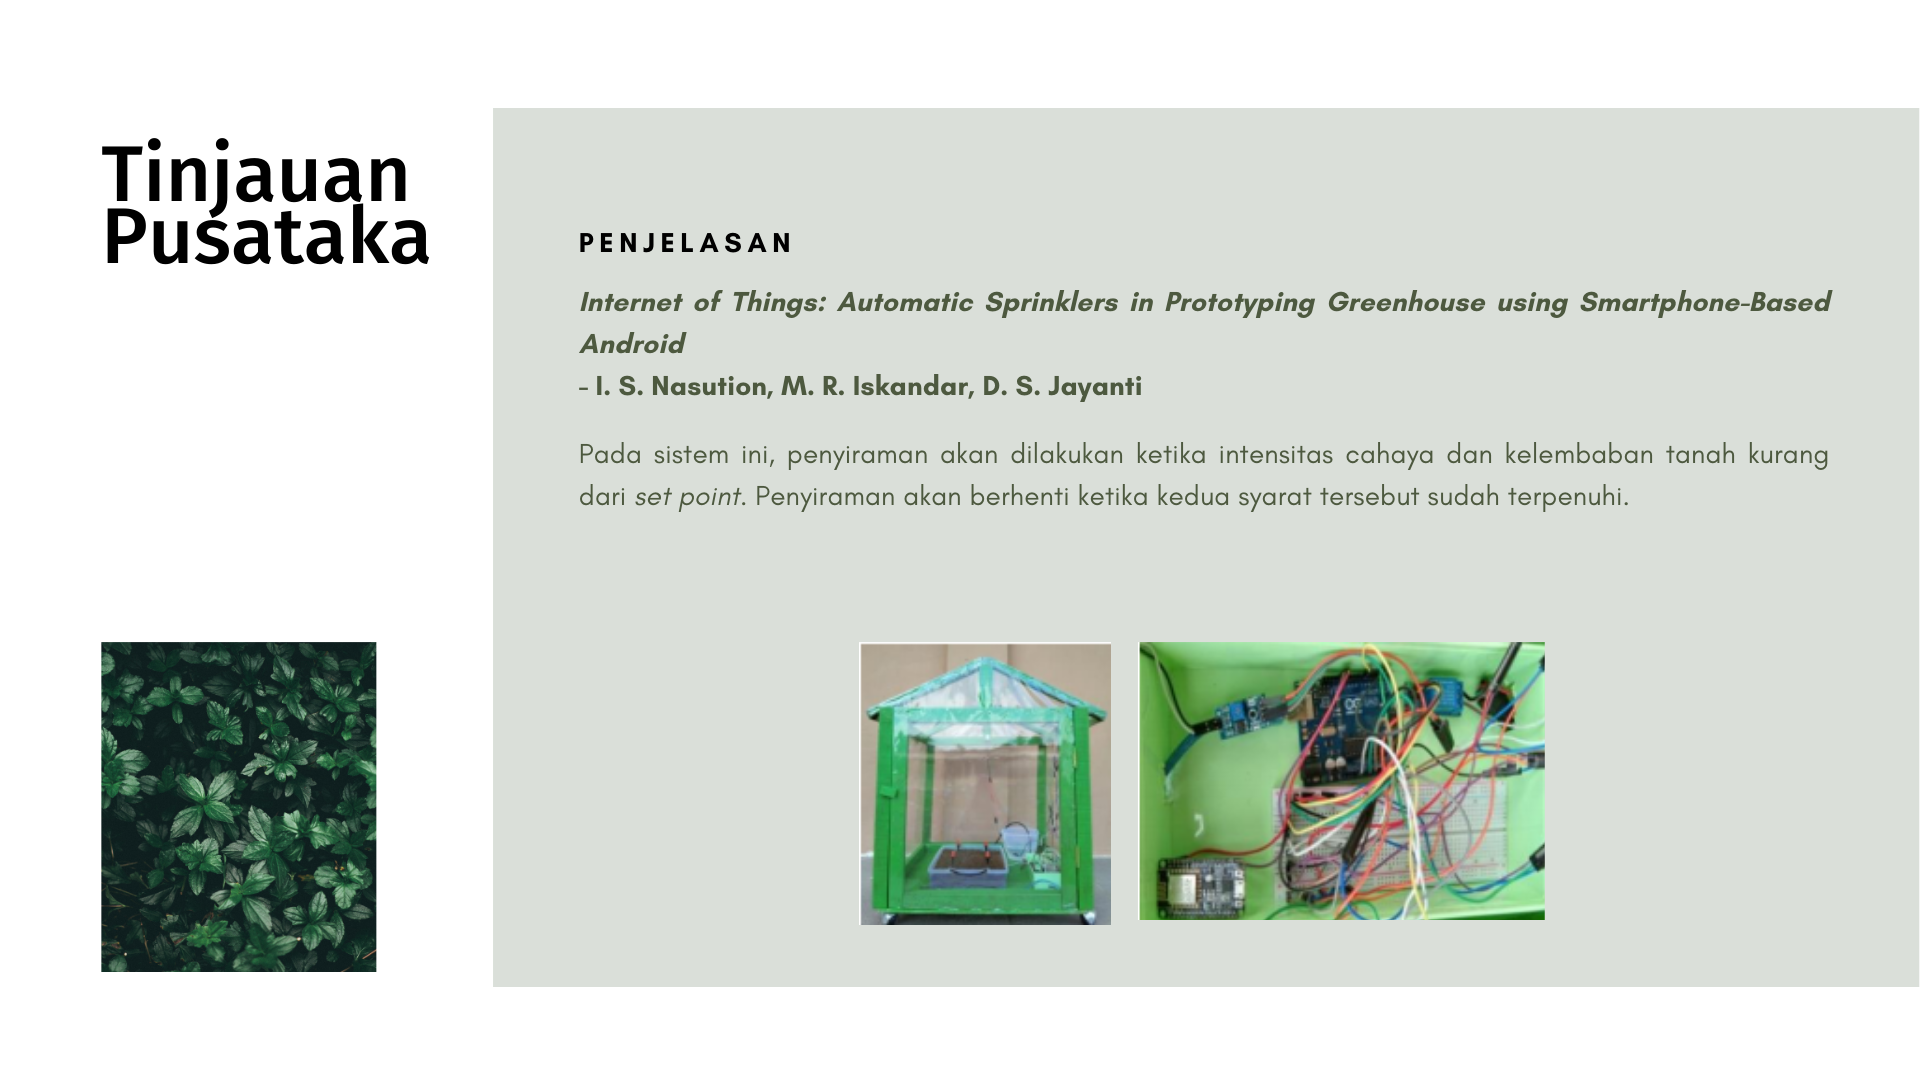 Tinjauan
Pusataka
PENJELASAN
Internet of Things: Automatic Sprinklers in Prototyping Greenhouse using Smartphone-Based
Android
- I. S. Nasution, M. R. Iskandar, D. S. Jayanti
Pada sistem ini, penyiraman akan dilakukan ketika intensitas cahaya dan kelembaban tanah kurang
dari set point. Penyiraman akan berhenti ketika kedua syarat tersebut sudah terpenuhi.